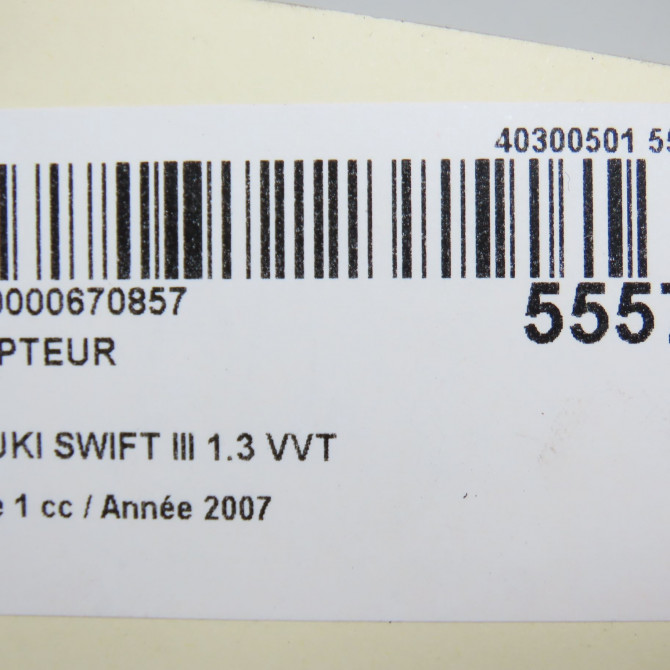 40300501 55
0000670857
5557
PTEUR
UKI SWIFT III 1.3 VVT
e 1 cc / Année 2007